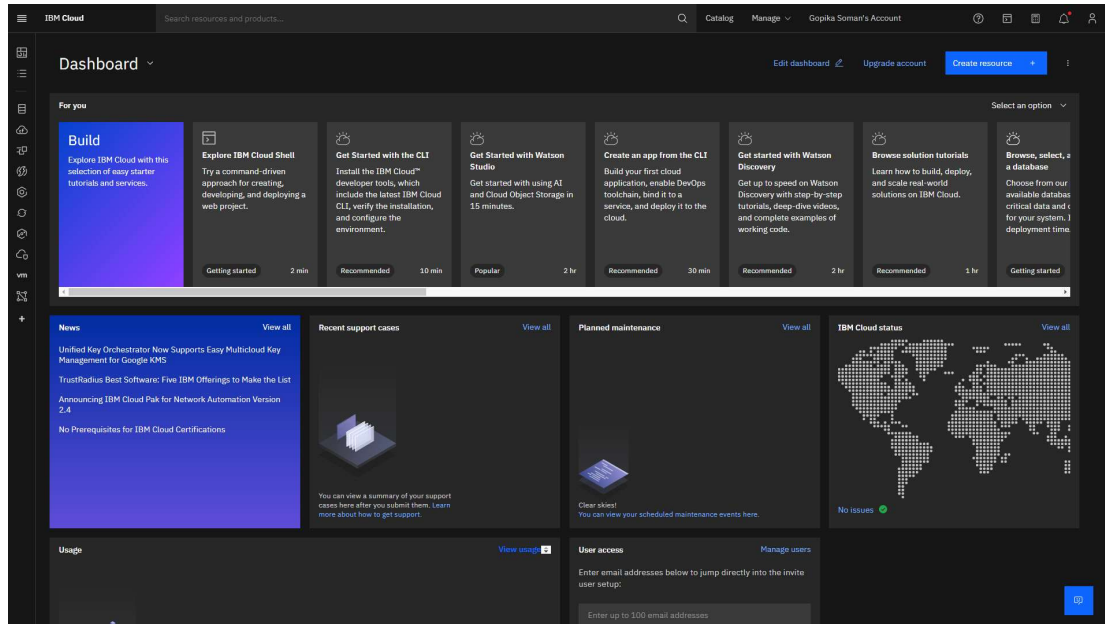 IBM Cloud
Search resources and products...
Catalog
Manage
Gopika Soman's Account
Dashboard
Edit dashboard
Upgrade account
Create resource +
For you
Select an option
Build
Explore IBM Cloud with this
selection of easy starter
tutorials and services.
Explore IBM Cloud Shell
Try a command-driven
approach for creating,
developing, and deploying a
web project.
Getting started
2 min
Get Started with the CLI
Install the IBM Cloud™
developer tools, which
include the latest IBM Cloud
CLI, verify the installation,
and configure the
environment.
Recommended
10 min
Get Started with Watson
Studio
Get started with using AI
and Cloud Object Storage in
15 minutes.
Popular
2 hr
Create an app from the CLI
Build your first cloud
application, enable DevOps
toolchain, bind it to a
service, and deploy it to the
cloud.
Recommended
30 min
Get started with Watson
Discovery
Get up to speed on Watson
Discovery with step-by-step
tutorials, deep-dive videos,
and complete examples of
working code.
Recommended
2 hr
Browse solution tutorials
Learn how to build, deploy,
and scale real-world
solutions on IBM Cloud.
Recommended
1 hr
Browse, select, a
a database
Choose from our
available databas
critical data and
for your system.
deployment time
Getting started
vm
News
View all
Unified Key Orchestrator Now Supports Easy Multicloud Key
Management for Google KMS
TrustRadius Best Software: Five IBM Offerings to Make the List
Announcing IBM Cloud Pak for Network Automation Version
2.4
No Prerequisites for IBM Cloud Certifications
Recent support cases
View all
You can view a summary of your support
cases here after you submit them. Learn
more about how to get support.
Planned maintenance
View all
Clear skies!
You can view your scheduled maintenance events here.
IBM Cloud status
View all
No issues
Usage
View usage
User access
Manage users
Enter email addresses below to jump directly into the invite
user setup:
Enter up to 100 email addresses